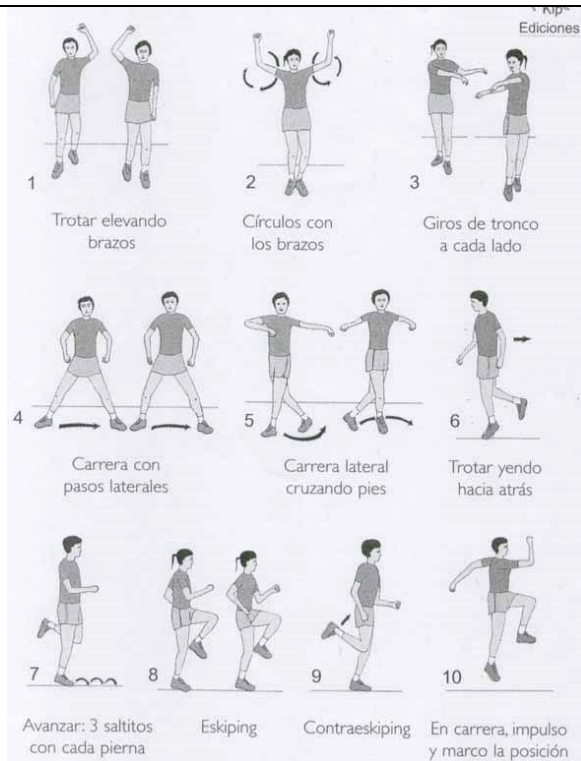 Kip
Ediciones
1
Trotar elevando
brazos
2
Círculos con
los brazos
3
Giros de tronco
a cada lado
4
Carrera con
pasos laterales
5
Carrera lateral
cruzando pies
6
Trotar yendo
hacia atrás
7
Avanzar: 3 saltitos
con cada pierna
8
Eskiping
9
Contraeskiping
10
En carrera, impulso
y marco la posición